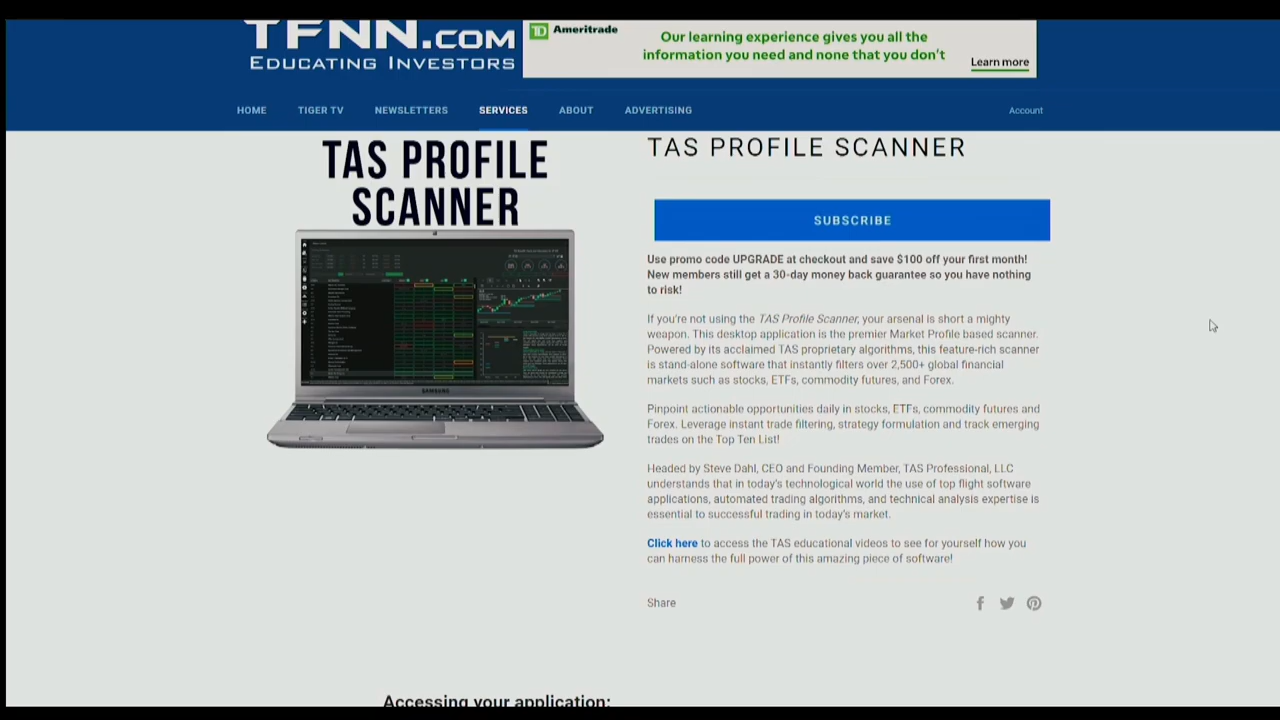 TFNN.COM
EDUCATING INVESTORS
Ameritrade
Our learning experience gives you all the
information you need and none that you don't
Learn more
HOME TIGER TV NEWSLETTERS SERVICES ABOUT ADVERTISING Account
TAS PROFILE
SCANNER
SAMSUNG
TAS PROFILE SCANNER
SUBSCRIBE
Use promo code UPGRADE at checkout and save $100 off your first month!
New members still get a 30-day money back guarantee so you have nothing
to risk!
If you're not using the TAS Profile Scanner, your arsenal is short a mighty
weapon. This desktop application is the premier Market Profile based scanner.
Powered by its acclaimed TAS proprietary algorithms, this feature-rich scanner
is stand-alone software that instantly filters over 2,500+ global financial
markets such as stocks, ETFs, commodity futures, and Forex.
Pinpoint actionable opportunities daily in stocks, ETFs, commodity futures and
Forex. Leverage instant trade filtering, strategy formulation and track emerging
trades on the Top Ten List!
Headed by Steve Dahl, CEO and Founding Member, TAS Professional, LLC
understands that in today's technological world the use of top flight software
applications, automated trading algorithms, and technical analysis expertise is
essential to successful trading in today's market.
Click here to access the TAS educational videos to see for yourself how you
can harness the full power of this amazing piece of software!
Share
Accessing your application: